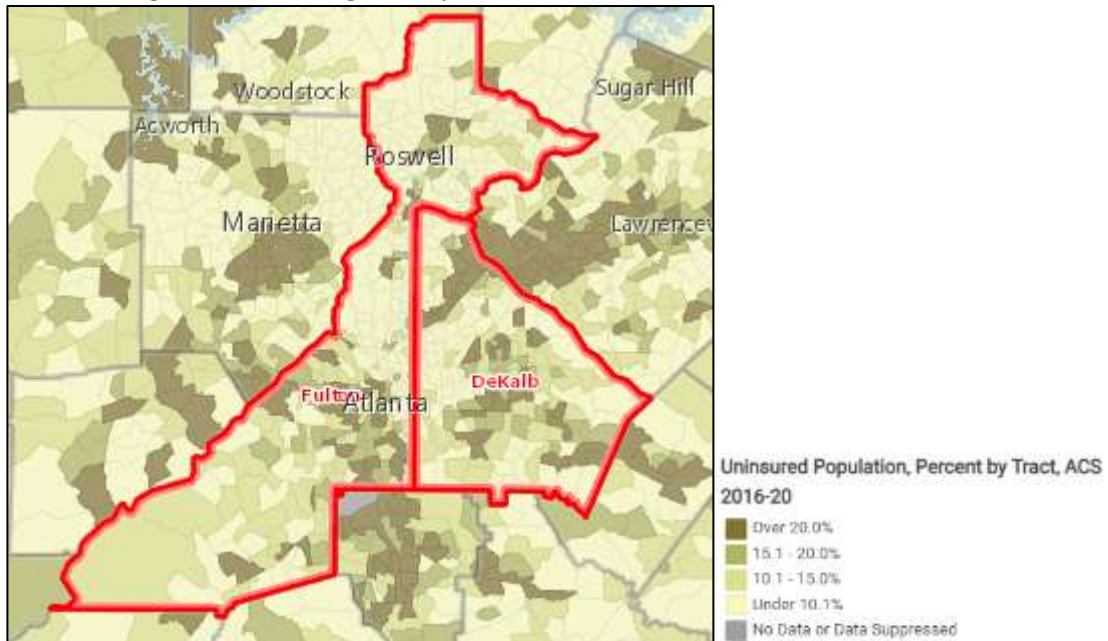 Woodstock
Sugar Hill
Acworth
Roswell
Marietta
Lawrencev
DeKalb
Fulton
Atlanta
Uninsured Population, Percent by Tract, ACS
2016-20
Over 20.0%
15.1 - 20.0%
10.1 - 15.0%
Under 10.1%
No Data or Data Suppressed